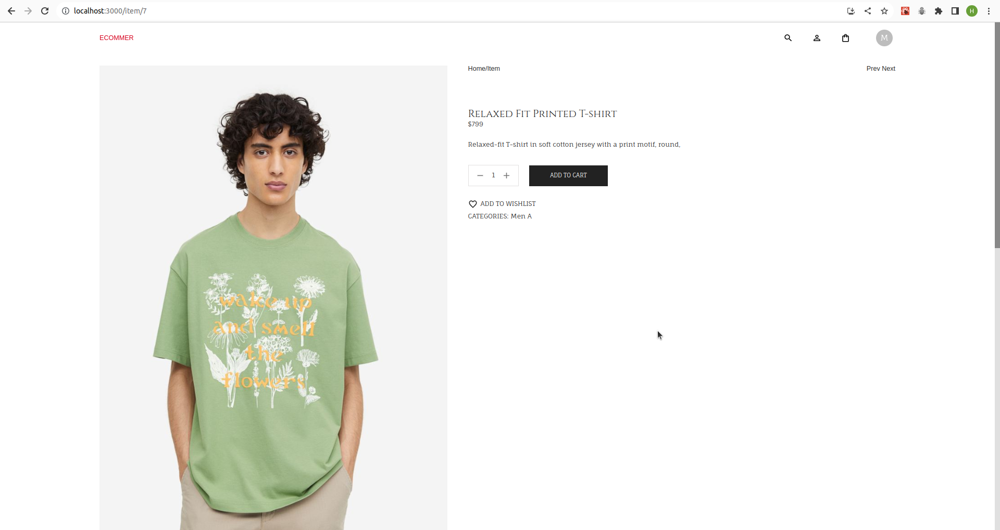 localhost:3000/item/7
H
ECOMMER
M
Home/Item
Prev Next
Relaxed Fit Printed T-shirt
$799
Relaxed-fit T-shirt in soft cotton jersey with a print motif, round,
1
ADD TO CART
ADD TO WISHLIST
CATEGORIES: Men A
wake up
and smell
the
flowers